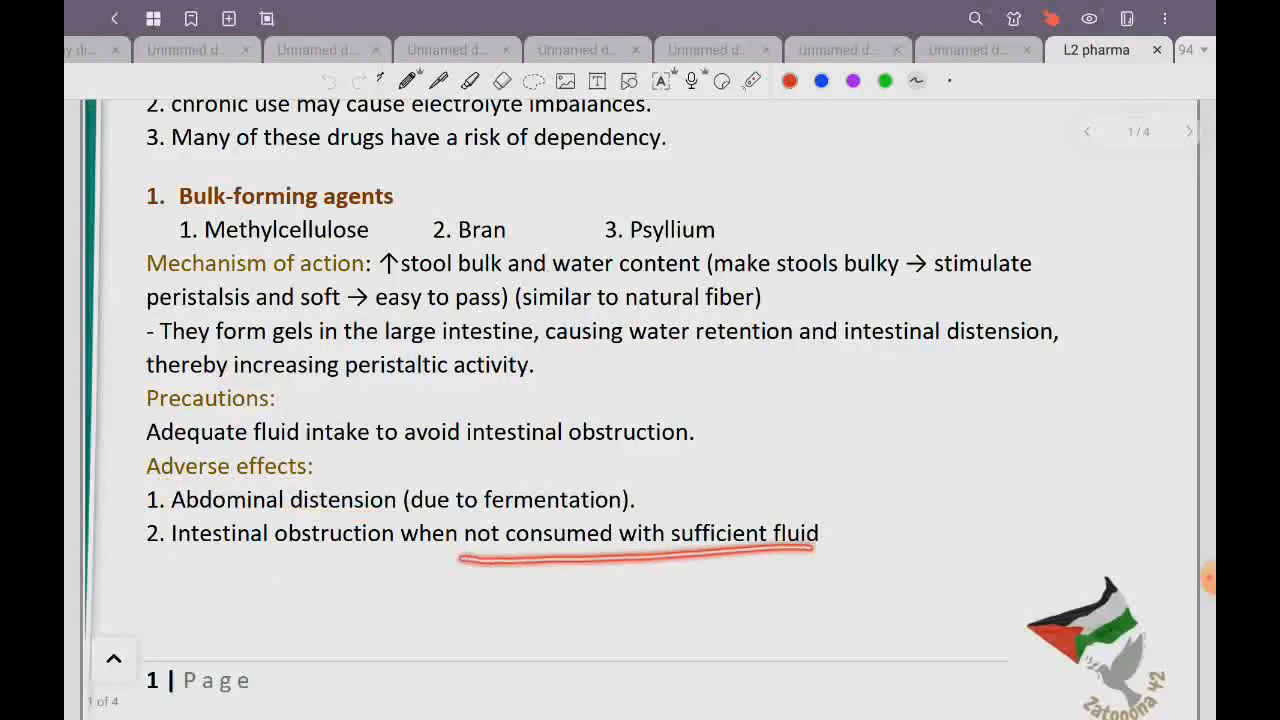 y di...
Unnamed d...
Unnamed d...
Unnamed d...
Unnamed d...
Unnamed d...
Unnamed d...
Unnamed d...
L2 pharma
94
2. chronic use may cause electrolyte imbalances.
1/4
3. Many of these drugs have a risk of dependency.
1. Bulk-forming agents
1. Methylcellulose 2. Bran 3. Psyllium
Mechanism of action: ↑stool bulk and water content (make stools bulky → stimulate
peristalsis and soft → easy to pass) (similar to natural fiber)
- They form gels in the large intestine, causing water retention and intestinal distension,
thereby increasing peristaltic activity.
Precautions:
Adequate fluid intake to avoid intestinal obstruction.
Adverse effects:
1. Abdominal distension (due to fermentation).
2. Intestinal obstruction when not consumed with sufficient fluid
1 | Page
1 of 4
Zatooona 42